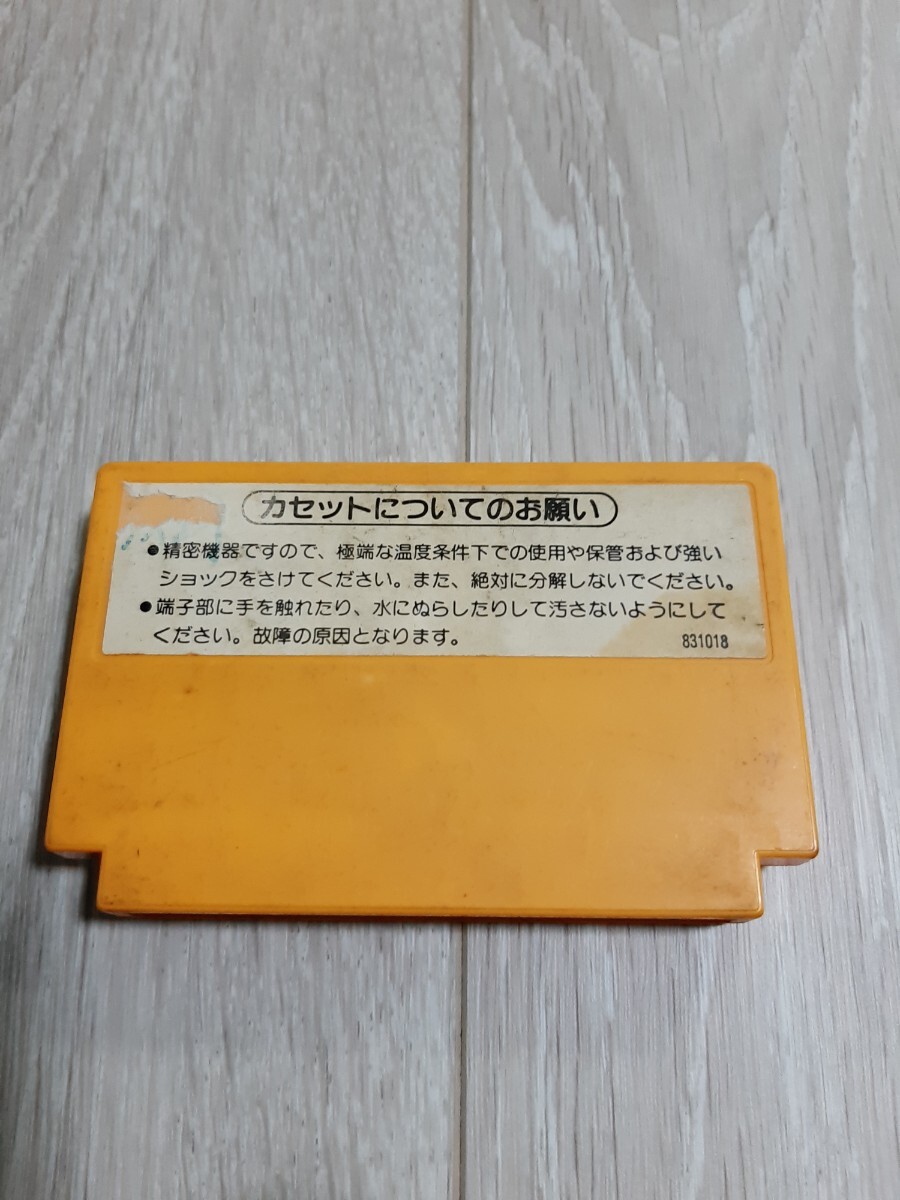 カセットについてのお願い
●精密機器ですので、極端な温度条件下での使用や保管および強い
ショックをさけてください。また、絶対に分解しないでください。
●端子部に手を触れたり、水にぬらしたりして汚さないようにして
ください。故障の原因となります。
831018